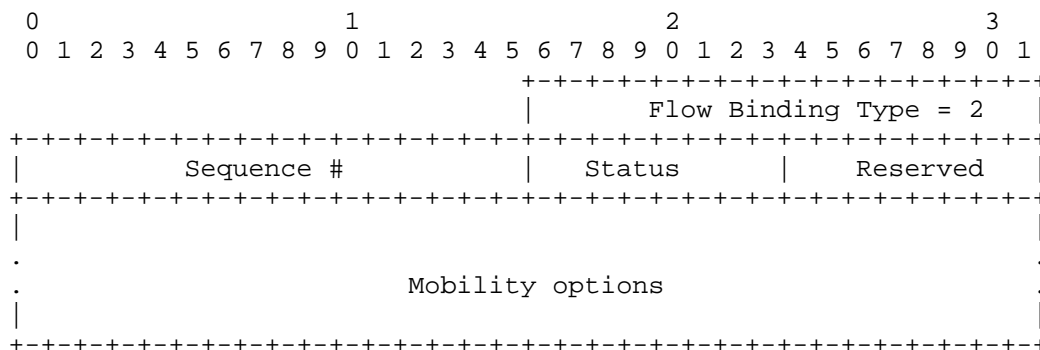 0                   1                   2                   3
 0 1 2 3 4 5 6 7 8 9 0 1 2 3 4 5 6 7 8 9 0 1 2 3 4 5 6 7 8 9 0 1
                                +-+-+-+-+-+-+-+-+-+-+-+-+-+-+-+-+
                                |       Flow Binding Type = 2   |
+-+-+-+-+-+-+-+-+-+-+-+-+-+-+-+-+-+-+-+-+-+-+-+-+-+-+-+-+-+-+-+-+
|          Sequence #           |   Status      |    Reserved   |
+-+-+-+-+-+-+-+-+-+-+-+-+-+-+-+-+-+-+-+-+-+-+-+-+-+-+-+-+-+-+-+-+
|                                                               |
.                                                               .
.                        Mobility options                       .
|                                                               |
+-+-+-+-+-+-+-+-+-+-+-+-+-+-+-+-+-+-+-+-+-+-+-+-+-+-+-+-+-+-+-+-+